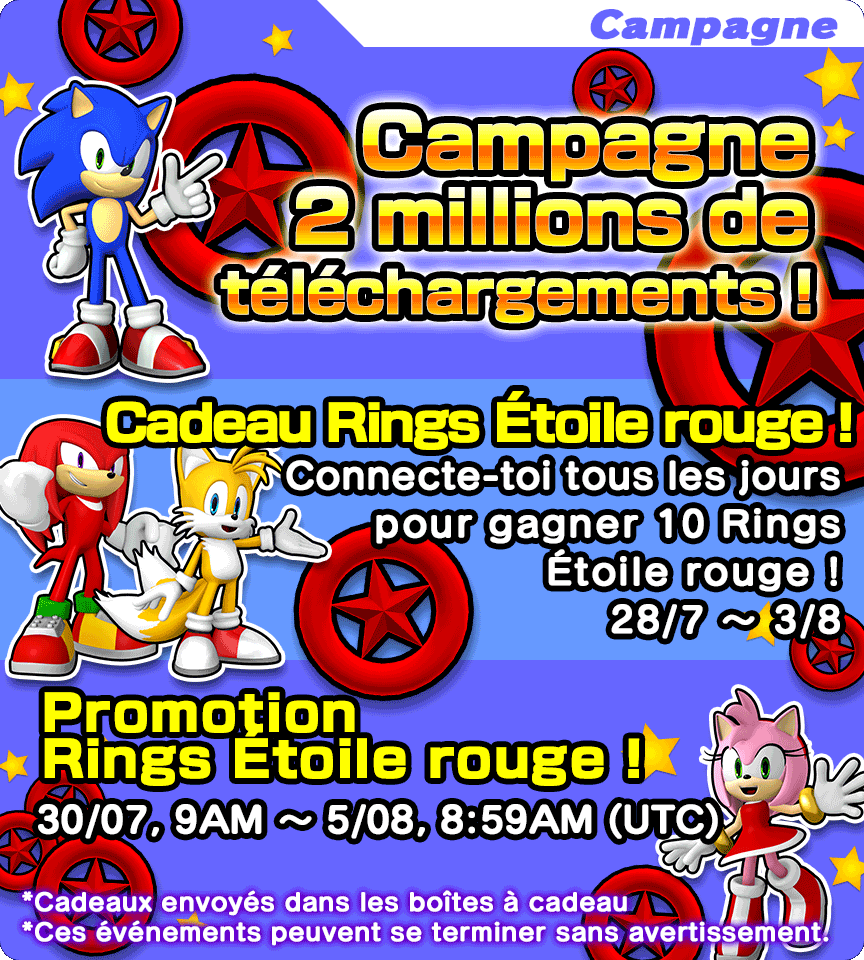 Campagne
Campagne
2 millions de
téléchargements !
Cadeau Rings Étoile rouge !
Connecte-toi tous les jours
pour gagner 10 Rings
Étoile rouge !
28/7 ～ 3/8
Promotion
Rings Étoile rouge !
30/07, 9AM ～ 5/08, 8:59AM (UTC)
*Cadeaux envoyés dans les boîtes à cadeau
*Ces événements peuvent se terminer sans avertissement.